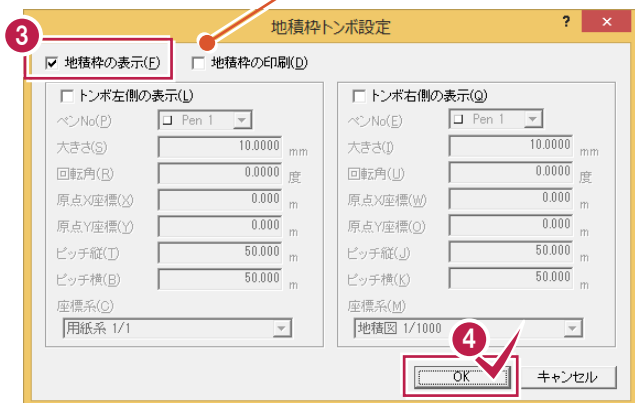 地積枠トンボ設定 ? ×
3
地積枠の表示(F) 地積枠の印刷(D)
トンボ左側の表示(L)
ペンNo(P) Pen 1
大きさ(S) 10.0000 mm
回転角(R) 0.0000 度
原点X座標(X) 0.000 m
原点Y座標(Y) 0.000 m
ピッチ縦(T) 50.000 m
ピッチ横(B) 50.000 m
座標系(C)
用紙系 1/1
トンボ右側の表示(Q)
ペンNo(E) Pen 1
大きさ(I) 10.0000 mm
回転角(U) 0.0000 度
原点X座標(W) 0.000 m
原点Y座標(O) 0.000 m
ピッチ縦(J) 50.000 m
ピッチ横(K) 50.000 m
座標系(M)
地積図 1/1000
4
OK キャンセル